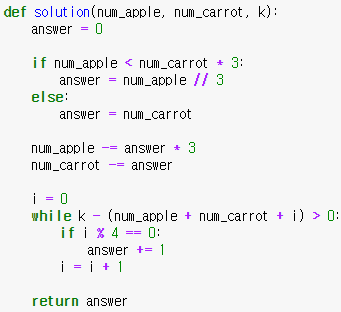 def solution(num_apple, num_carrot, k):
    answer = 0

    if num_apple < num_carrot * 3:
        answer = num_apple // 3
    else:
        answer = num_carrot

    num_apple -= answer * 3
    num_carrot -= answer

    i = 0
    while k - (num_apple + num_carrot + i) > 0:
        if i % 4 == 0:
            answer += 1
        i = i + 1

    return answer